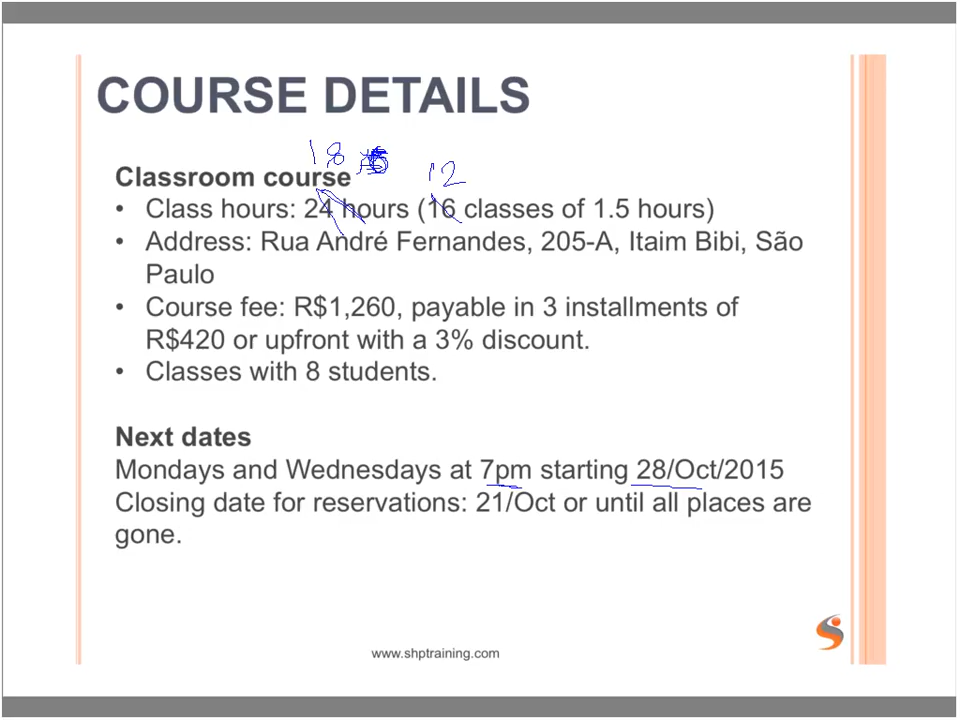 COURSE DETAILS
18
12
Classroom course
• Class hours: 24 hours (16 classes of 1.5 hours)
• Address: Rua André Fernandes, 205-A, Itaim Bibi, São
Paulo
• Course fee: R$1,260, payable in 3 installments of
R$420 or upfront with a 3% discount.
• Classes with 8 students.
Next dates
Mondays and Wednesdays at 7pm starting 28/Oct/2015
Closing date for reservations: 21/Oct or until all places are
gone.
www.shptraining.com